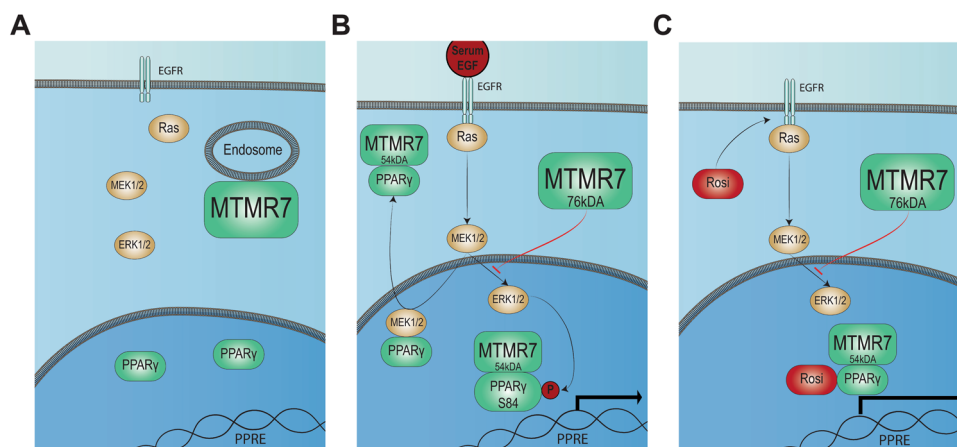 A
EGFR
Ras
Endosome
MTMR7
MEK1/2
ERK1/2
PPARγ
PPARγ
PPRE
B
Serum
EGF
EGFR
Ras
MTMR7
54kDA
PPARγ
MTMR7
76kDA
MEK1/2
ERK1/2
MEK1/2
PPARγ
MTMR7
54kDA
PPARγ
S84
P
PPRE
C
EGFR
Ras
Rosi
MTMR7
76kDA
MEK1/2
ERK1/2
MTMR7
54kDA
Rosi
PPARγ
PPRE